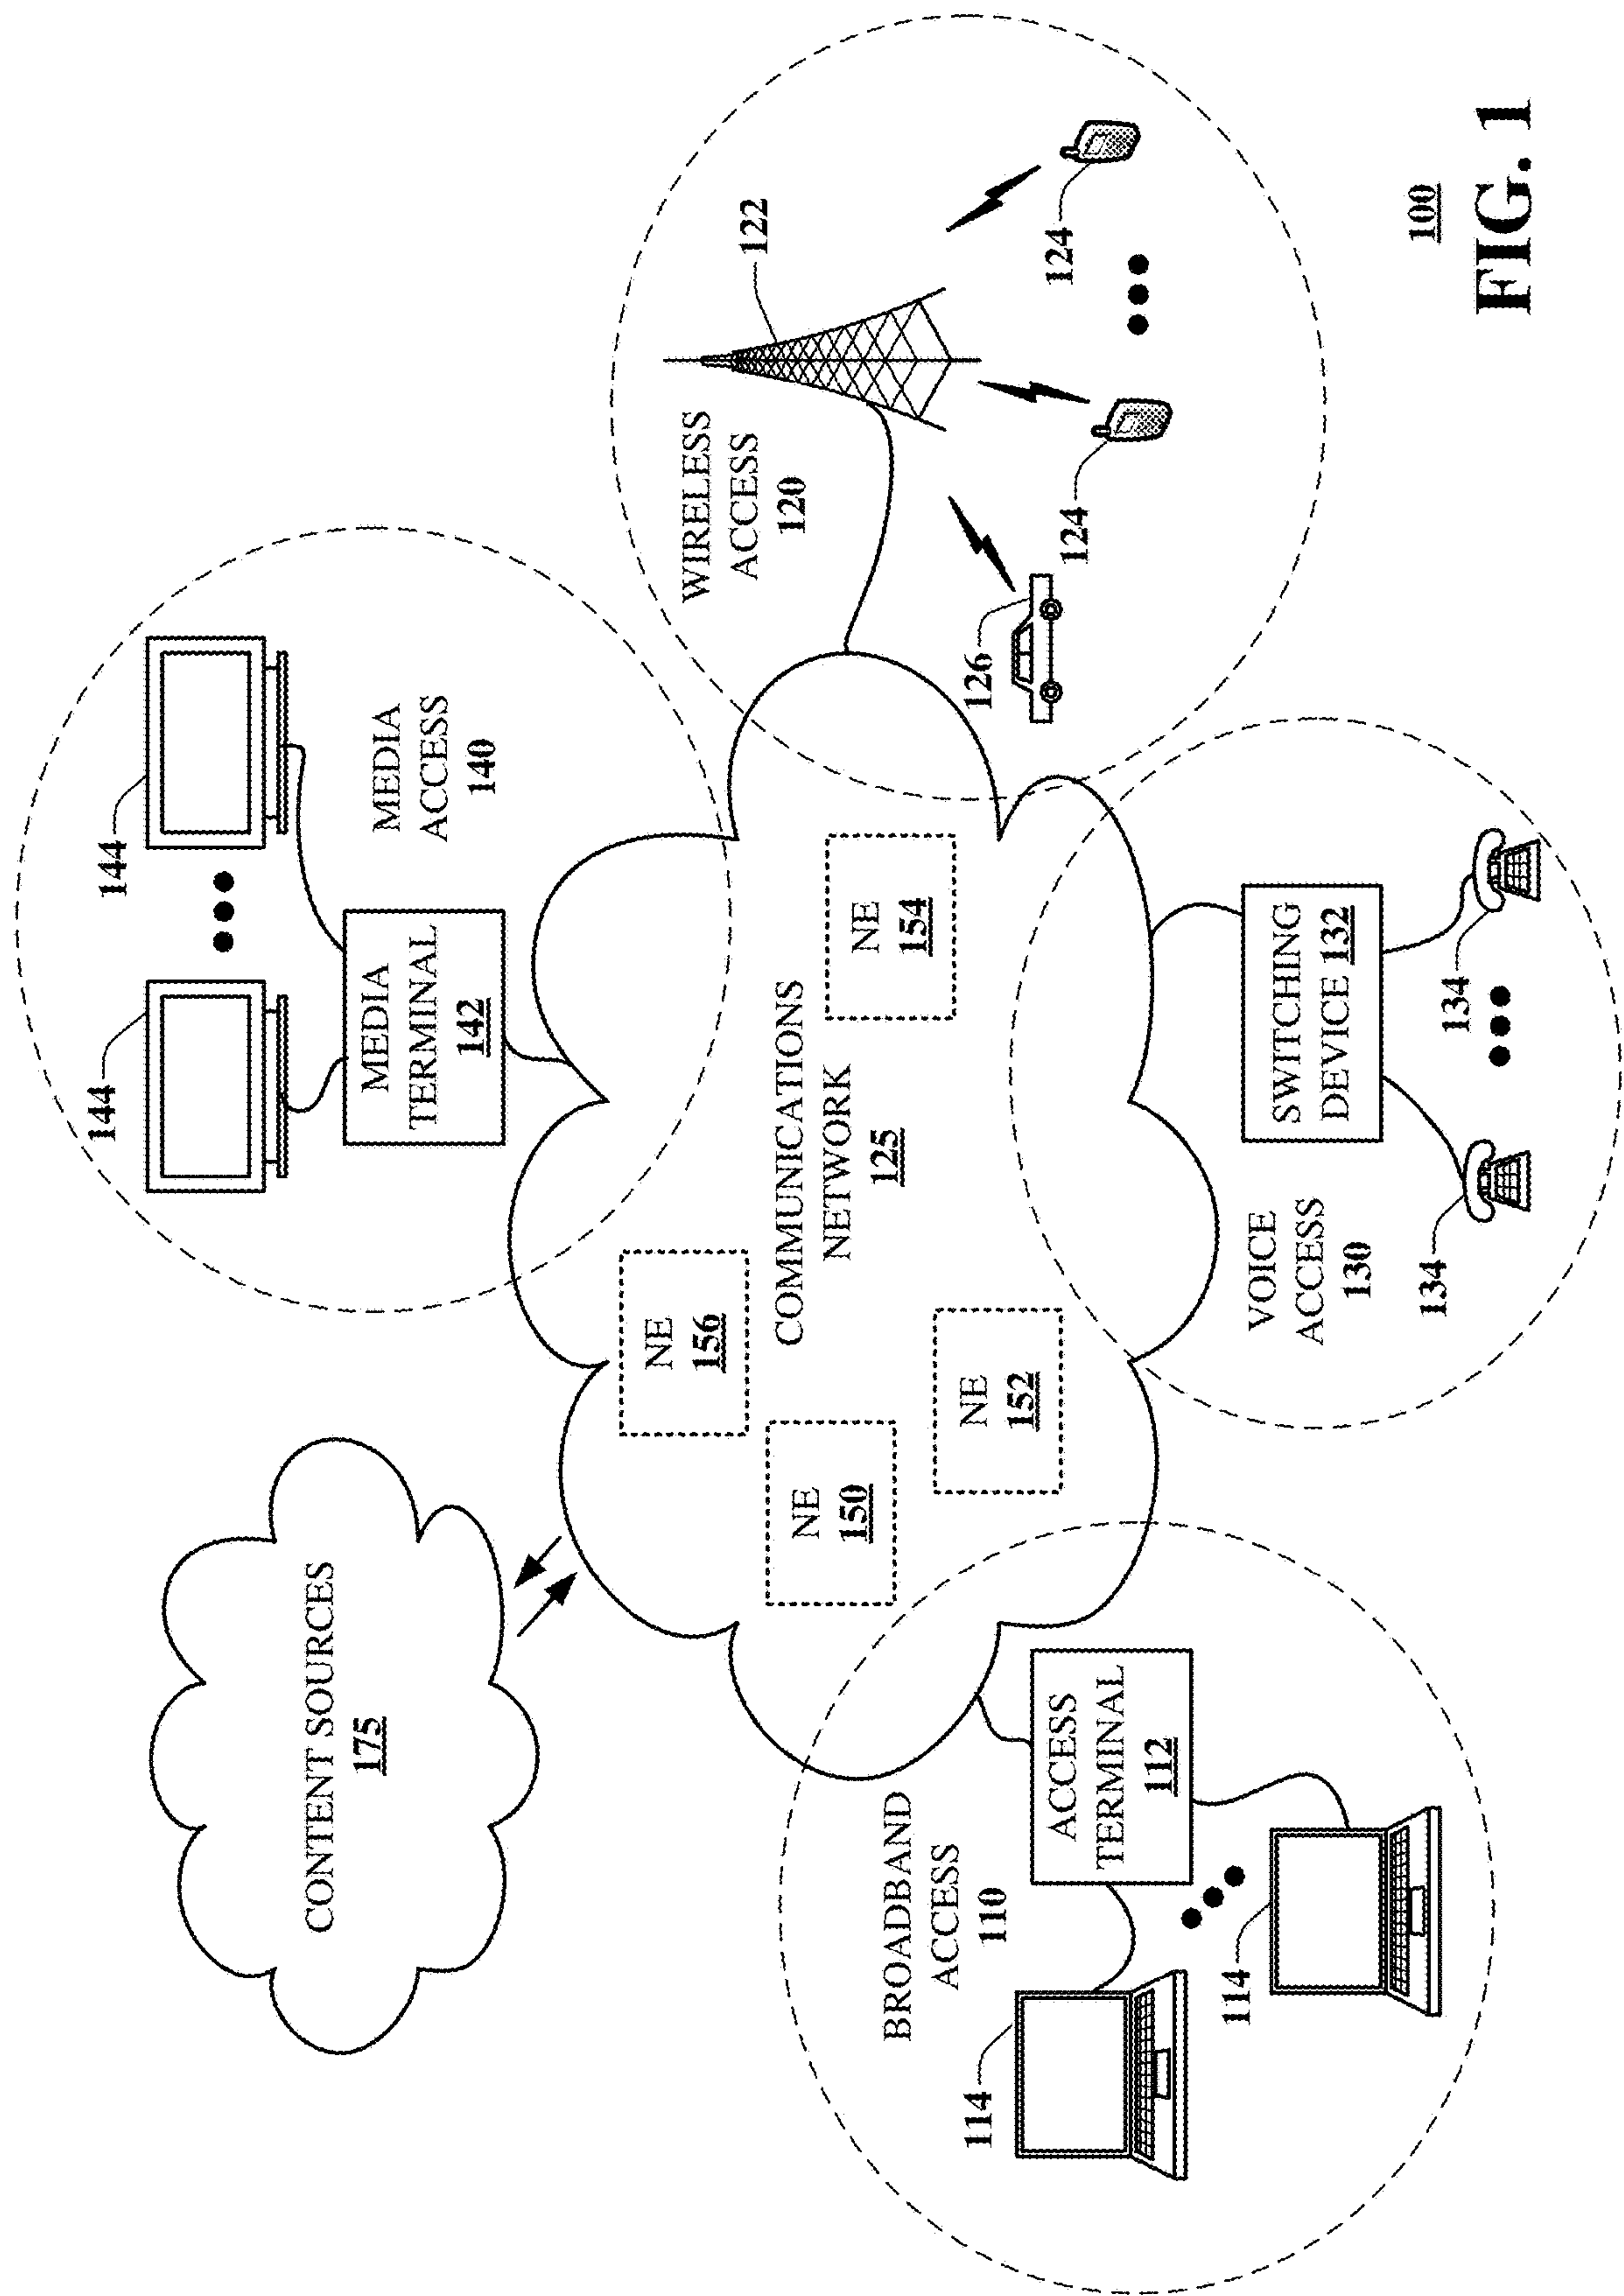 CONTENT SOURCES
175
144
144
MEDIA
TERMINAL
142
MEDIA
ACCESS
140
NE
156
NE
150
NE
152
COMMUNICATIONS
NETWORK
125
NE
154
WIRELESS
ACCESS
120
122
124
124
126
BROADBAND
ACCESS
110
ACCESS
TERMINAL
112
114
114
VOICE
ACCESS
130
SWITCHING
DEVICE 132
134
134
100
FIG. 1